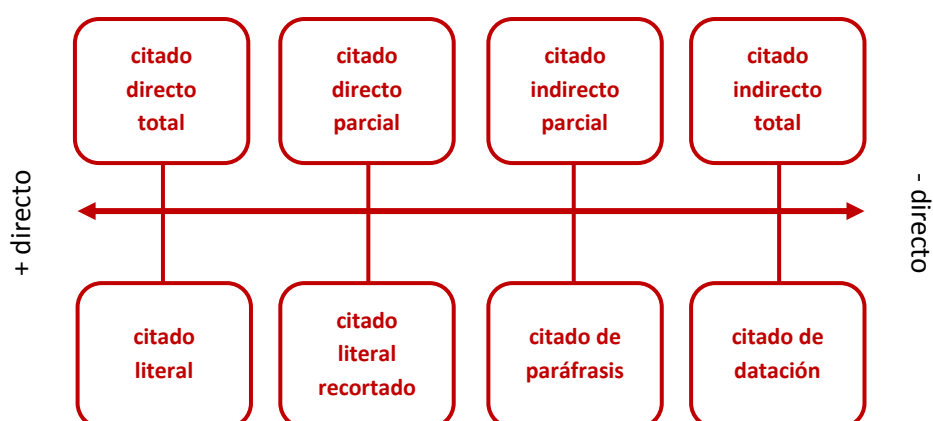 citado
directo
total
citado
directo
parcial
citado
indirecto
parcial
citado
indirecto
total
+ directo
- directo
citado
literal
citado
literal
recortado
citado de
paráfrasis
citado de
datación